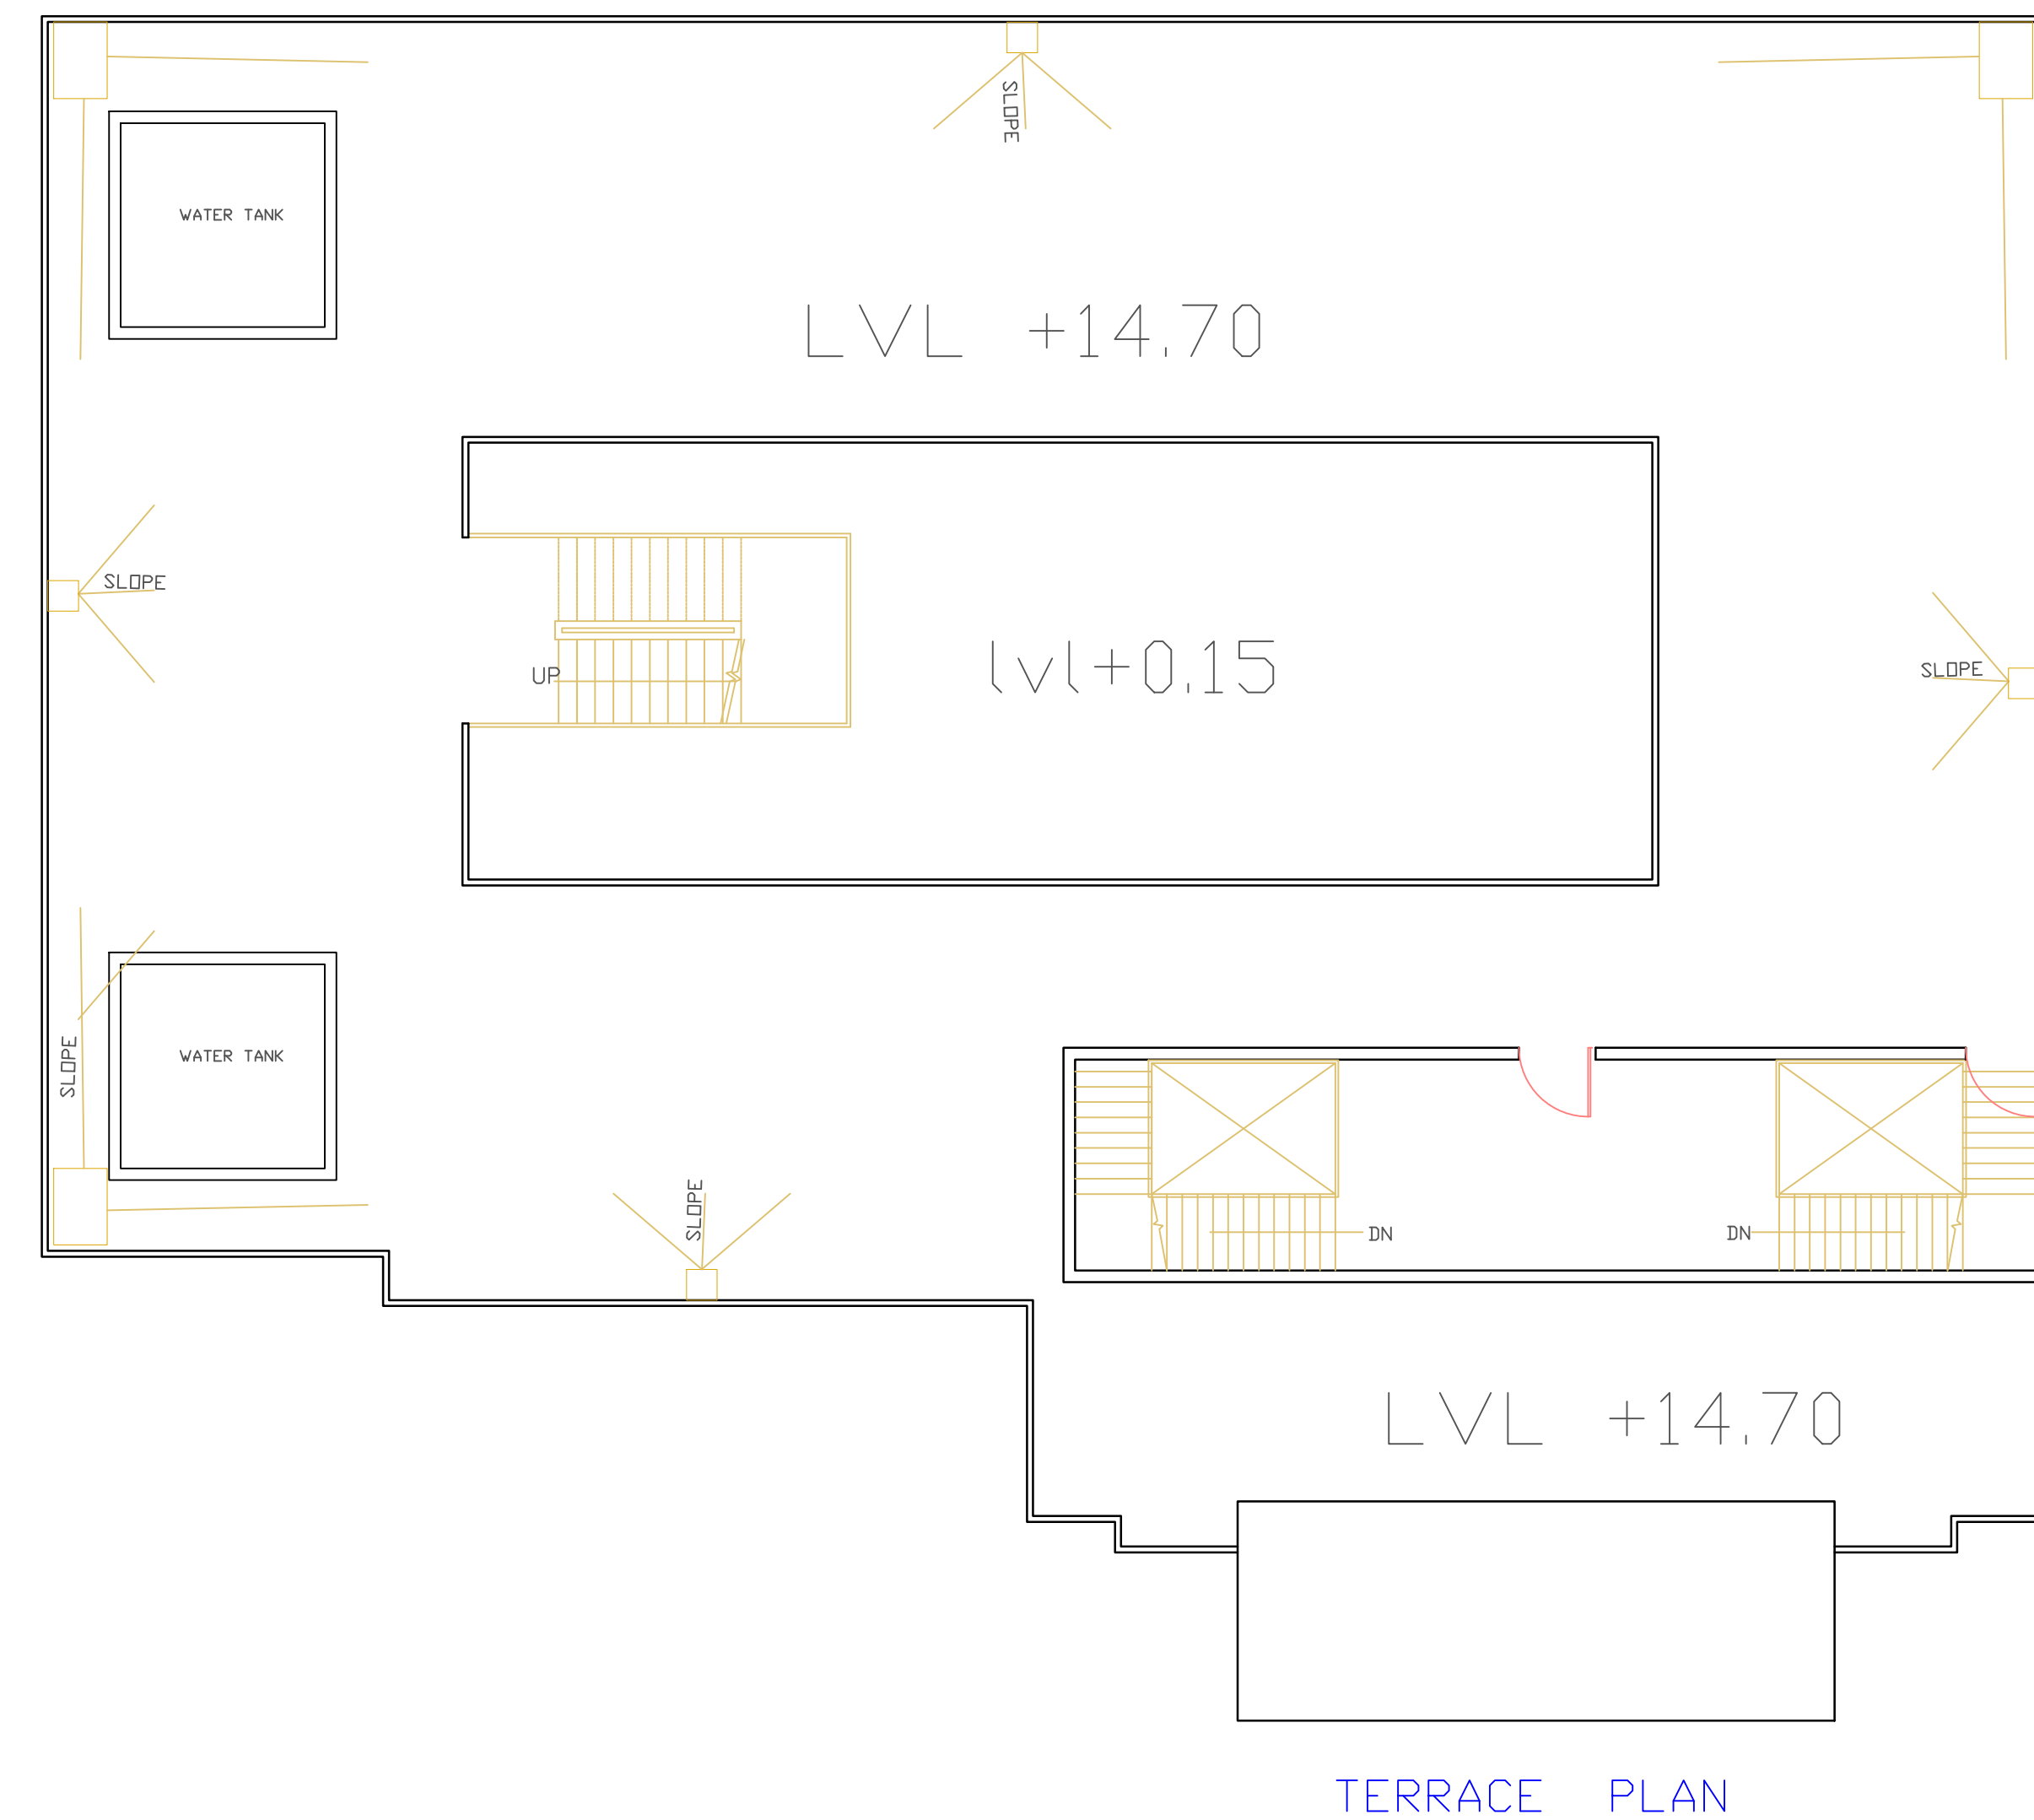 SLOPE
WATER TANK
LVL +14.70
SLOPE
UP
lvl+0.15
SLOPE
SLOPE
WATER TANK
SLOPE
DN
DN
LVL +14.70
TERRACE PLAN